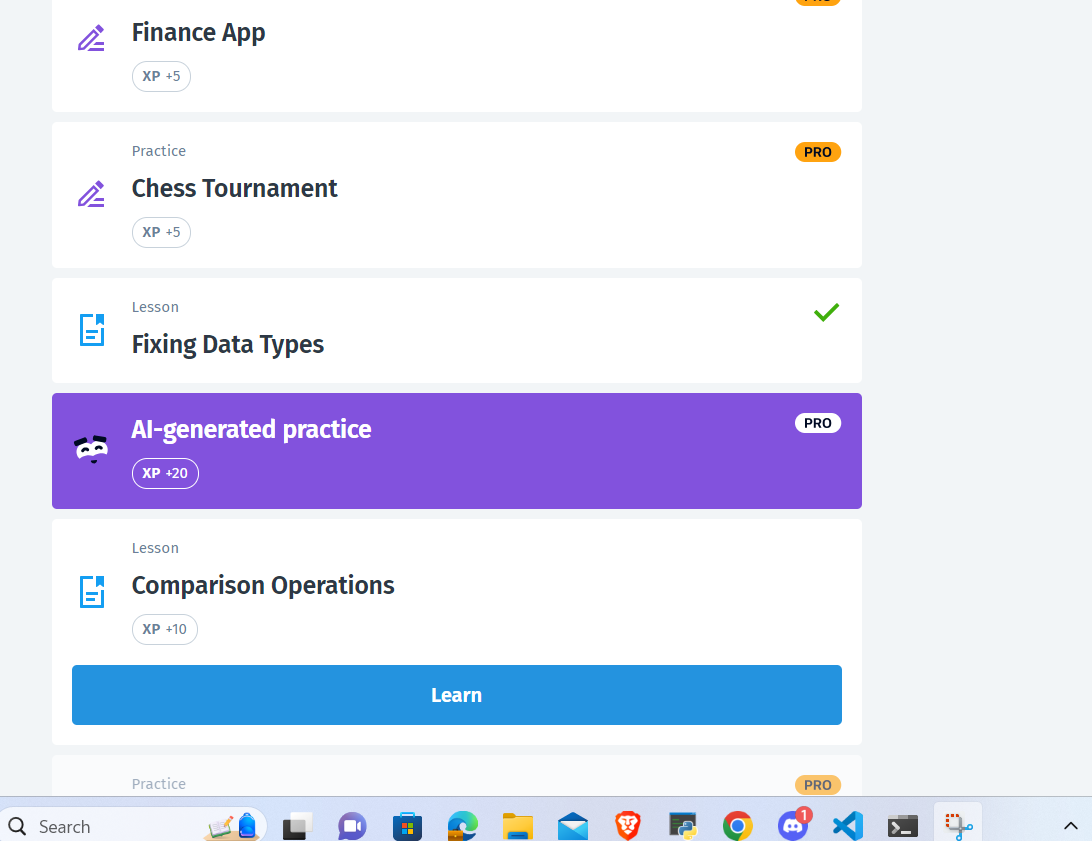 PRO
Finance App
XP +5
Practice
PRO
Chess Tournament
XP +5
Lesson
Fixing Data Types
AI-generated practice
PRO
XP +20
Lesson
Comparison Operations
XP +10
Learn
Practice
PRO
Search
1